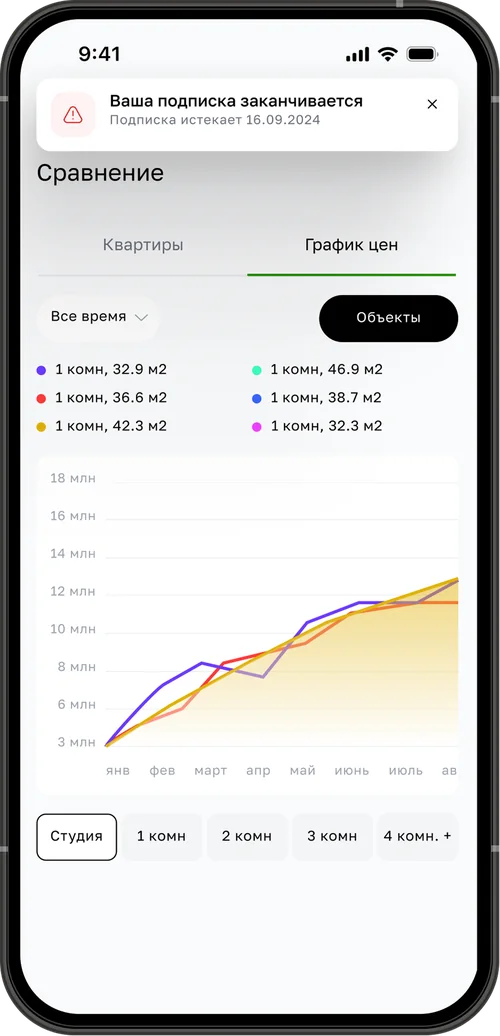 9:41
Ваша подписка заканчивается
Подписка истекает 16.09.2024
Сравнение
Квартиры
График цен
Все время
Объекты
1 комн, 32.9 м2
1 комн, 46.9 м2
1 комн, 36.6 м2
1 комн, 38.7 м2
1 комн, 42.3 м2
1 комн, 32.3 м2
18 млн
16 млн
14 млн
12 млн
10 млн
8 млн
6 млн
3 млн
янв фев март апр май июнь июль ав
Студия
1 комн
2 комн
3 комн
4 комн. +